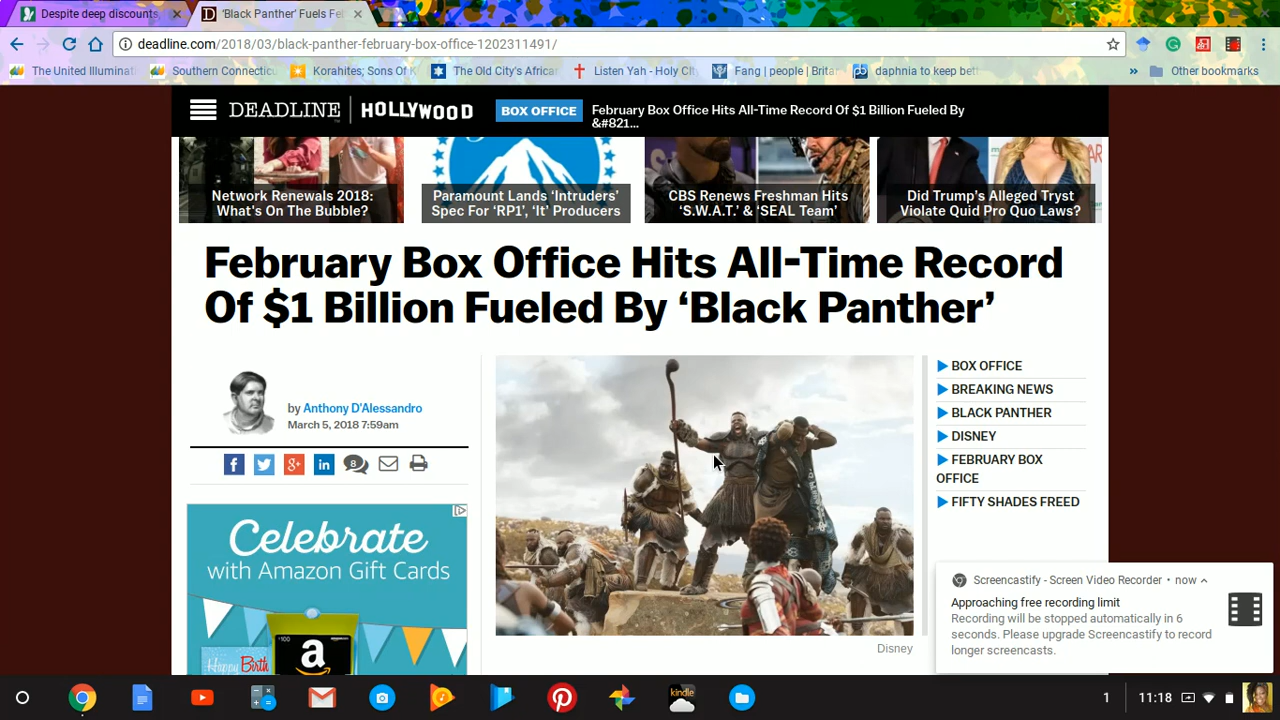 Despite deep discounts,
'Black Panther' Fuels Fe
deadline.com/2018/03/black-panther-february-box-office-1202311491/
The United Illuminat
Southern Connecticu
Korahites; Sons Of K
The Old City's Africa
Listen Yah - Holy Cit
Fang | people | Brita
daphnia to keep bet
» Other bookmarks
DEADLINE | HOLLYWOOD
BOX OFFICE
February Box Office Hits All-Time Record Of $1 Billion Fueled By
&#821...
Network Renewals 2018:
What's On The Bubble?
Paramount Lands 'Intruders'
Spec For 'RP1', 'It' Producers
CBS Renews Freshman Hits
'S.W.A.T.' & 'SEAL Team'
Did Trump's Alleged Tryst
Violate Quid Pro Quo Laws?
February Box Office Hits All-Time Record
Of $1 Billion Fueled By ‘Black Panther’
by Anthony D'Alessandro
March 5, 2018 7:59am
8
Celebrate
with Amazon Gift Cards
$100
a
Happy Birth
Disney
BOX OFFICE
BREAKING NEWS
BLACK PANTHER
DISNEY
FEBRUARY BOX
OFFICE
FIFTY SHADES FREED
Screencastify - Screen Video Recorder • now
Approaching free recording limit
Recording will be stopped automatically in 6
seconds. Please upgrade Screencastify to record
longer screencasts.
kindle
1
11:18